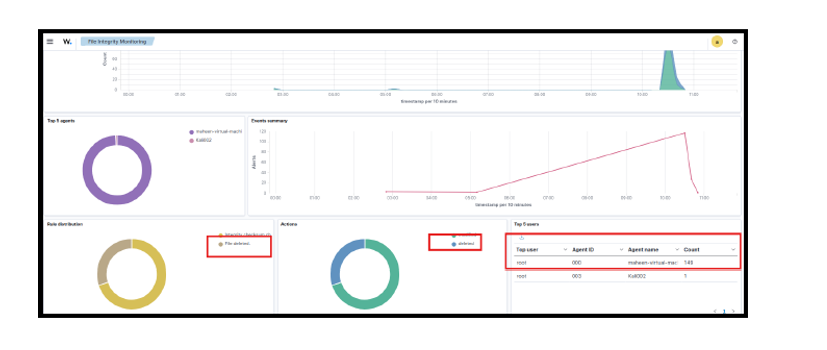 W. File Integrity Monitoring a
Count
60
40
20
0
00:00 01:00 02:00 03:00 04:00 05:00 06:00 07:00 08:00 09:00 10:00 11:00
timestamp per 10 minutes
Top 5 agents
maheen-virtual-machi
Kali002
Events summary
Alerts
120
100
80
60
40
20
0
00:00 01:00 02:00 03:00 04:00 05:00 06:00 07:00 08:00 09:00 10:00 11:00
timestamp per 10 minutes
Rule distribution
Integrity checksum ch
File deleted.
Actions
deleted
Top 5 users
Top user Agent ID Agent name Count
root 000 maheen-virtual-mac 149
root 003 Kali002 1
< 1 >